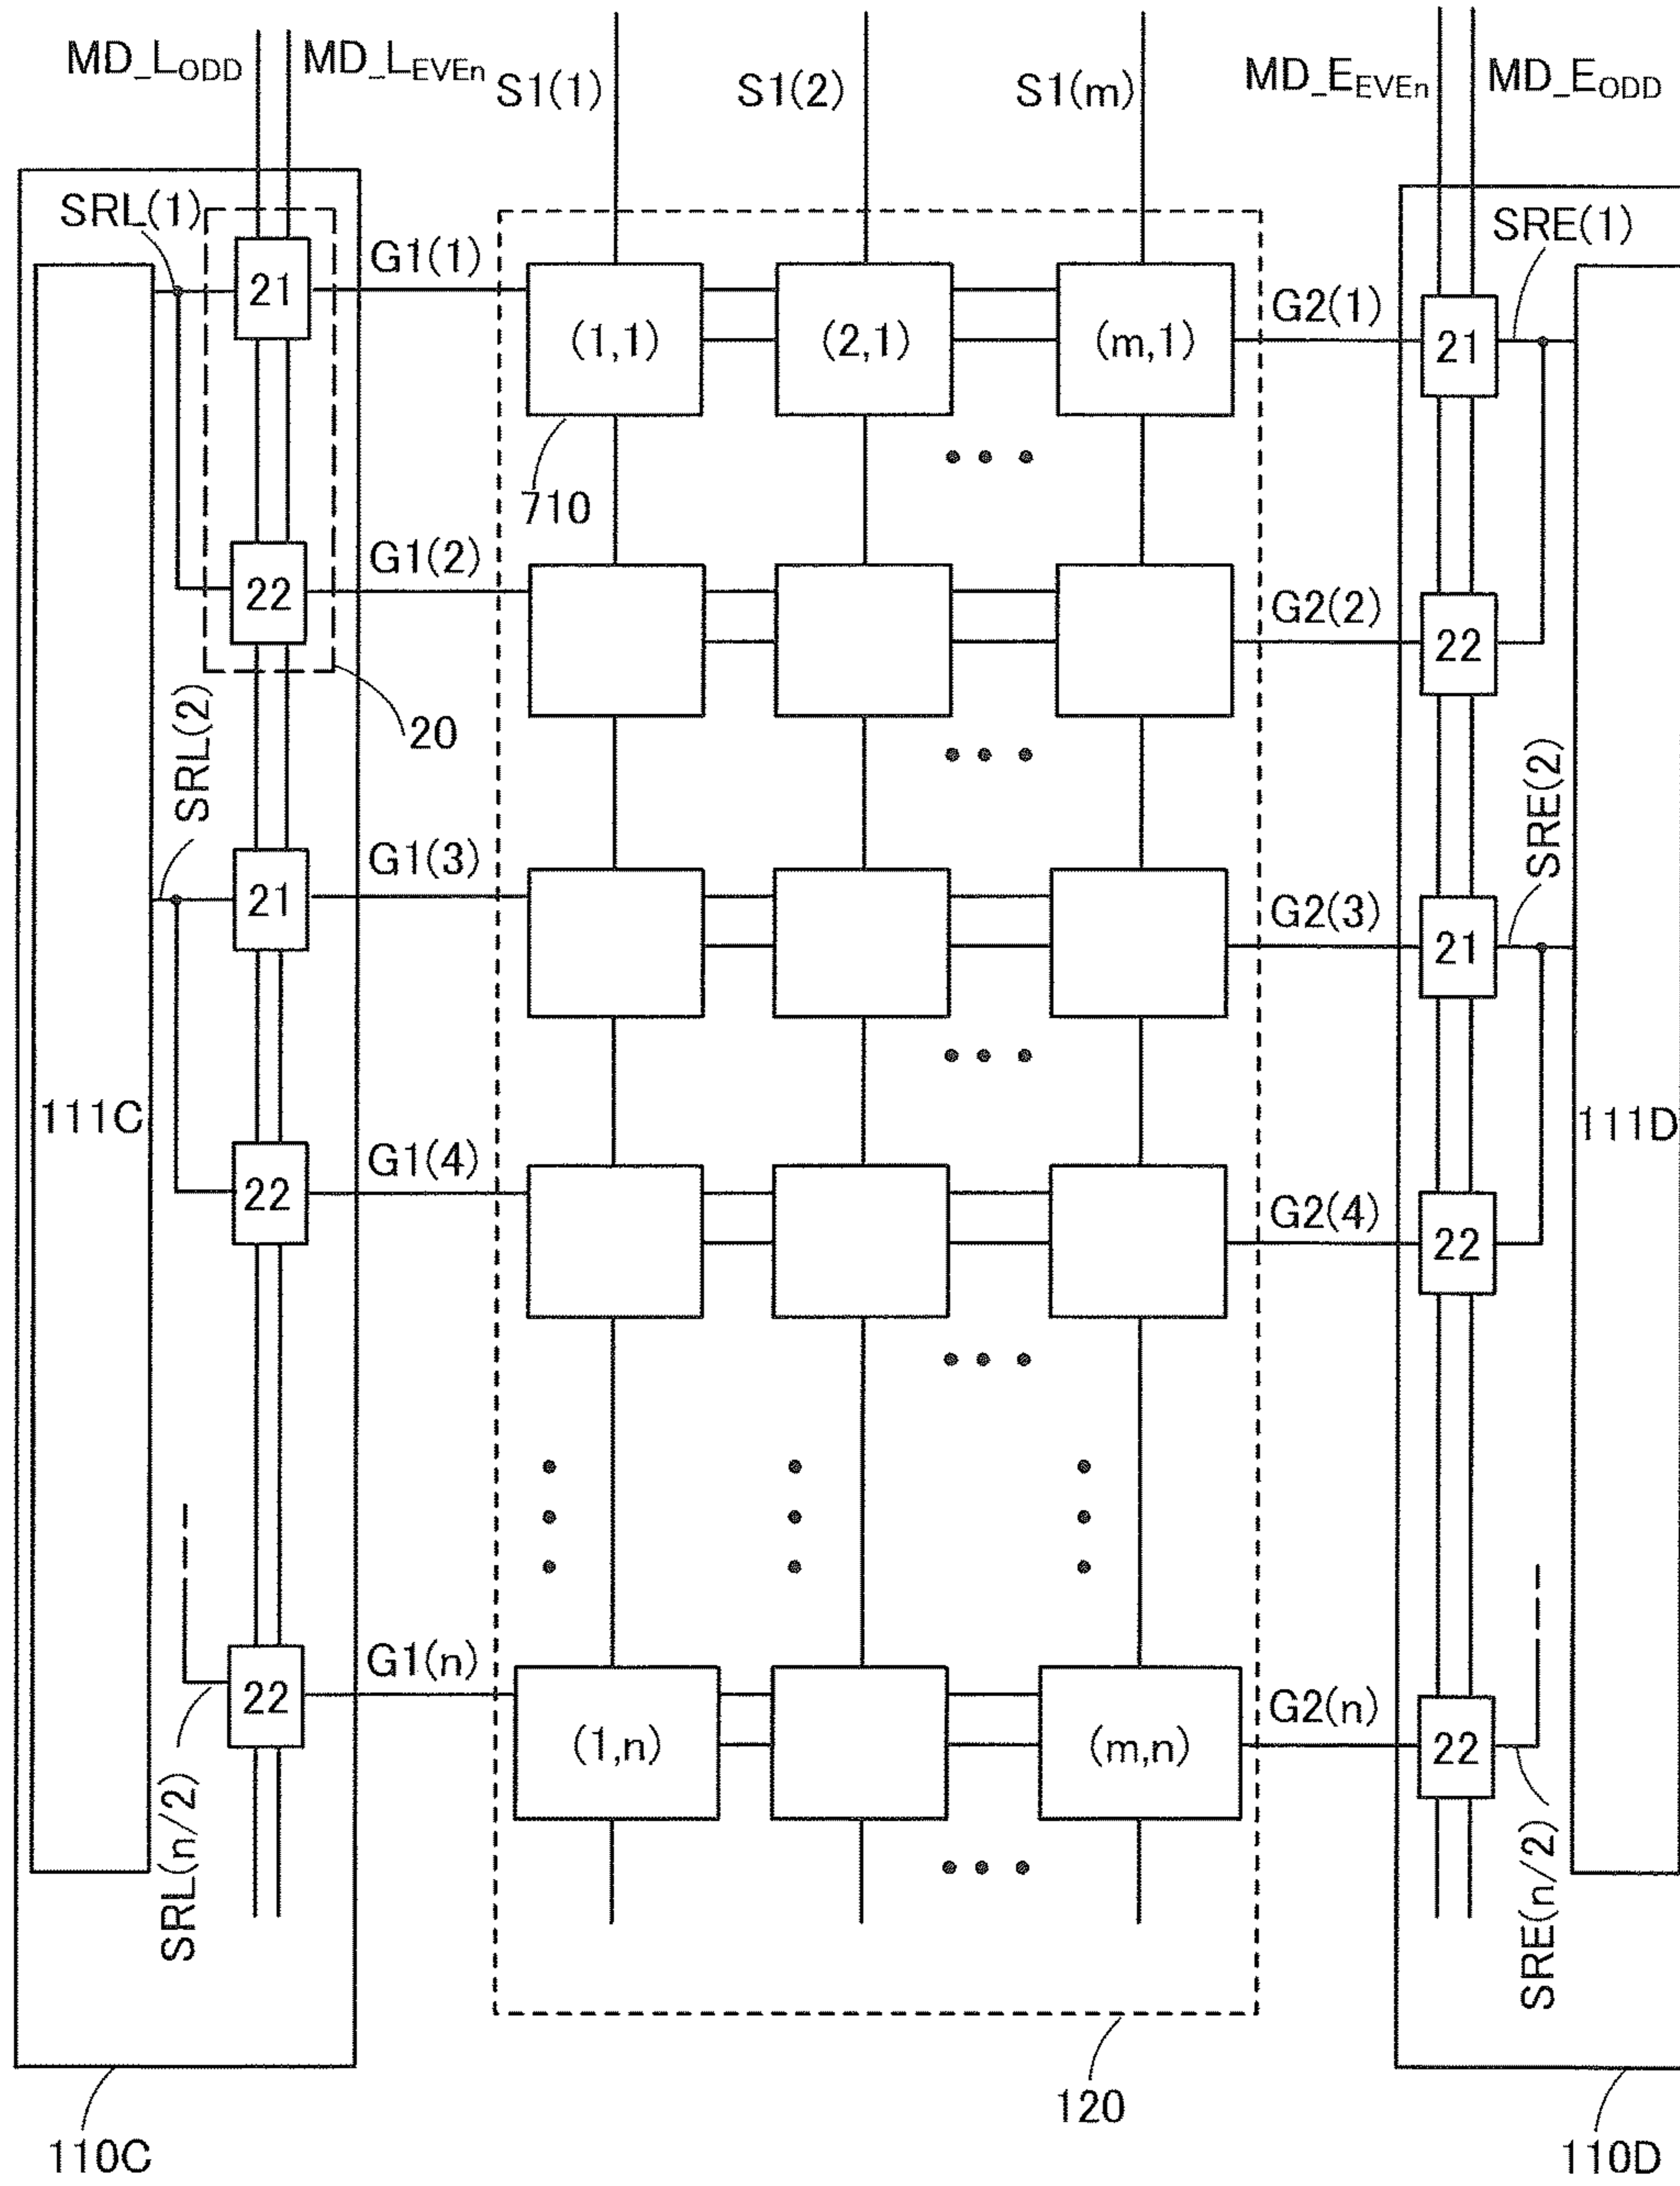 MD_LODD MD_LEVEn S1(1) S1(2) S1(m) MD_EEVEn MD_EODD
SRL(1) SRE(1)
21 G1(1) G2(1)
(1,1) (2,1) (m,1) 21
710
22 G1(2) G2(2) 22
20
SRL(2) SRE(2)
21 G1(3) G2(3) 21
111C 111D
22 G1(4) G2(4) 22
22 G1(n) G2(n)
(1,n) (m,n) 22
SRL(n/2) SRE(n/2)
120
110C 110D